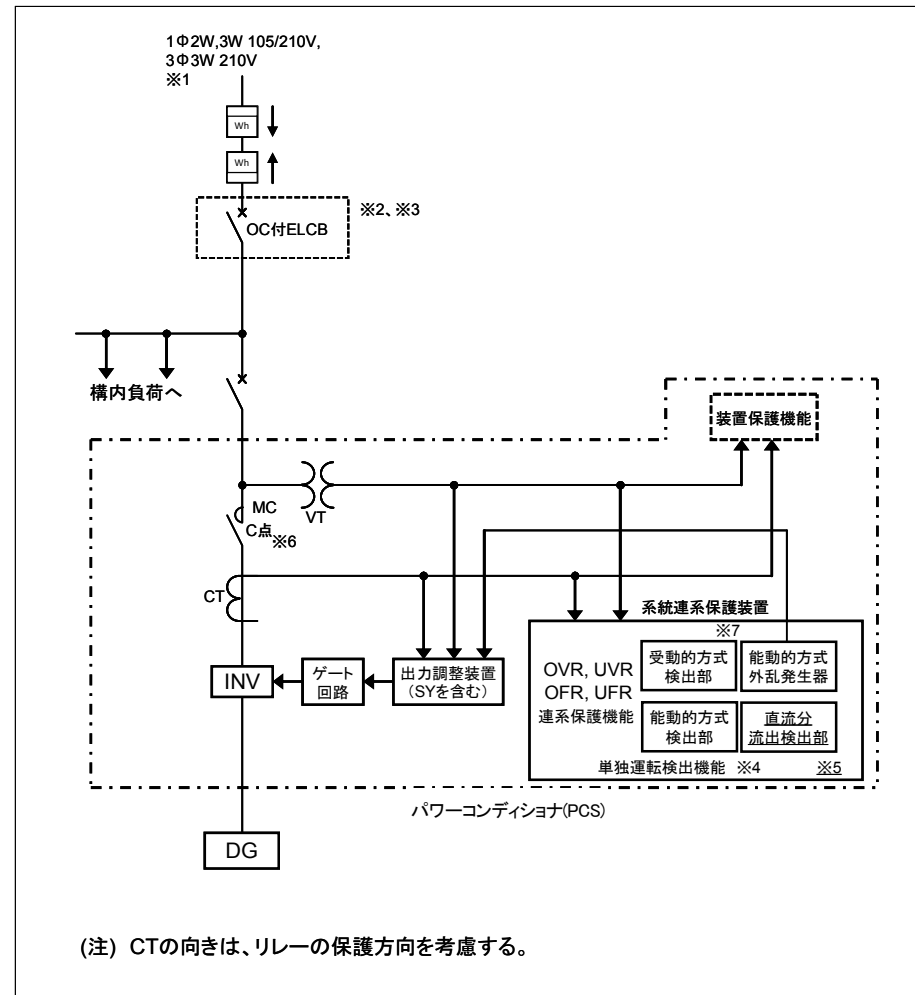 1Φ2W,3W 105/210V,
3Φ3W 210V
※1
Wh
Wh
※2、※3
OC付ELCB
構内負荷へ
装置保護機能
MC
VT
C点※6
CT
系統連系保護装置
※7
OVR, UVR
OFR, UFR
連系保護機能
受動的方式
検出部
能動的方式
外乱発生器
能動的方式
検出部
直流分
流出検出部
単独運転検出機能 ※4 ※5
INV
ゲート
回路
出力調整装置
(SYを含む)
パワーコンディショナ(PCS)
DG
(注) CTの向きは、リレーの保護方向を考慮する。